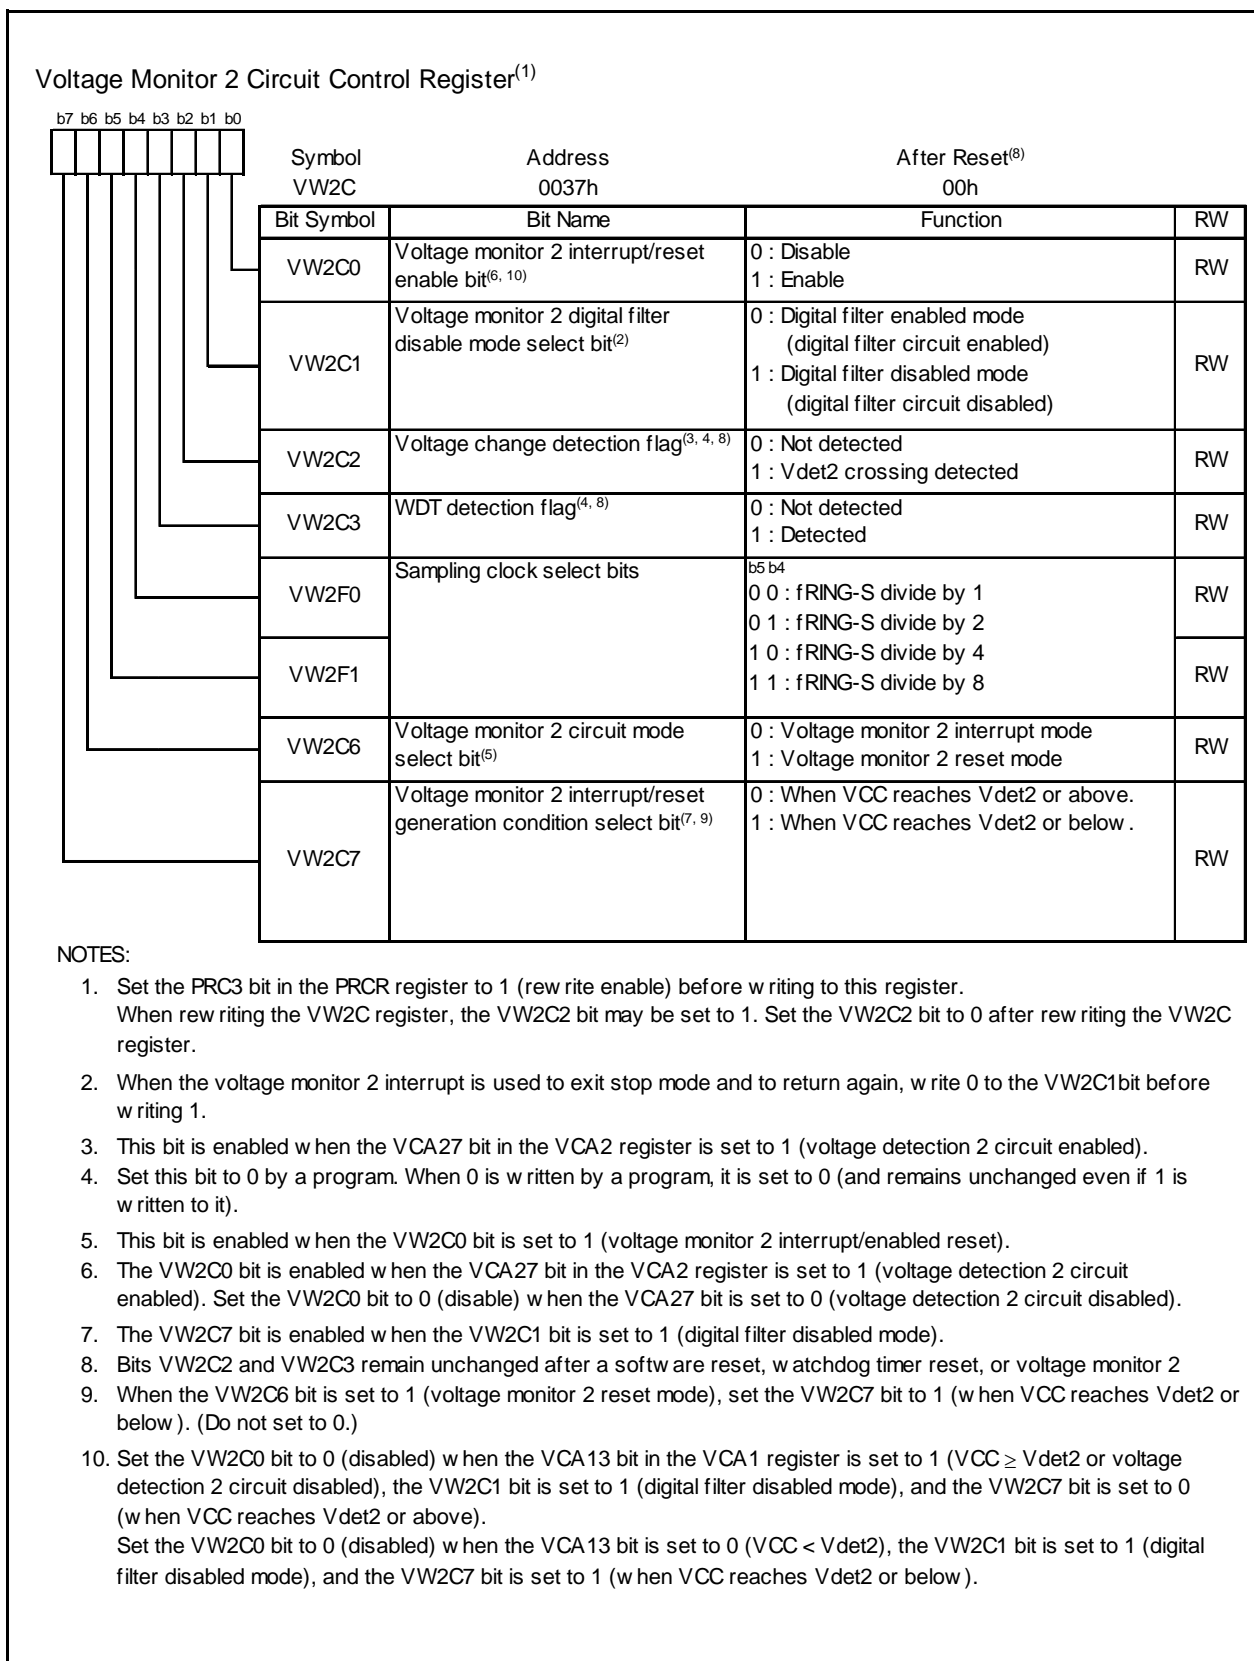 Voltage Monitor 2 Circuit Control Register(1)
b7 b6 b5 b4 b3 b2 b1 b0
Symbol Address After Reset(8)
VW2C 0037h 00h
Bit Symbol Bit Name Function RW
VW2C0 Voltage monitor 2 interrupt/reset enable bit(6, 10) 0 : Disable
1 : Enable RW
VW2C1 Voltage monitor 2 digital filter disable mode select bit(2) 0 : Digital filter enabled mode
(digital filter circuit enabled)
1 : Digital filter disabled mode
(digital filter circuit disabled) RW
VW2C2 Voltage change detection flag(3, 4, 8) 0 : Not detected
1 : Vdet2 crossing detected RW
VW2C3 WDT detection flag(4, 8) 0 : Not detected
1 : Detected RW
VW2F0 Sampling clock select bits b5 b4
0 0 : fRING-S divide by 1 RW
0 1 : fRING-S divide by 2
1 0 : fRING-S divide by 4
VW2F1 1 1 : fRING-S divide by 8 RW
VW2C6 Voltage monitor 2 circuit mode select bit(5) 0 : Voltage monitor 2 interrupt mode
1 : Voltage monitor 2 reset mode RW
VW2C7 Voltage monitor 2 interrupt/reset generation condition select bit(7, 9) 0 : When VCC reaches Vdet2 or above.
1 : When VCC reaches Vdet2 or below. RW
NOTES:
1. Set the PRC3 bit in the PRCR register to 1 (rewrite enable) before writing to this register.
When rewriting the VW2C register, the VW2C2 bit may be set to 1. Set the VW2C2 bit to 0 after rewriting the VW2C
register.
2. When the voltage monitor 2 interrupt is used to exit stop mode and to return again, write 0 to the VW2C1bit before
writing 1.
3. This bit is enabled when the VCA27 bit in the VCA2 register is set to 1 (voltage detection 2 circuit enabled).
4. Set this bit to 0 by a program. When 0 is written by a program, it is set to 0 (and remains unchanged even if 1 is
written to it).
5. This bit is enabled when the VW2C0 bit is set to 1 (voltage monitor 2 interrupt/enabled reset).
6. The VW2C0 bit is enabled when the VCA27 bit in the VCA2 register is set to 1 (voltage detection 2 circuit
enabled). Set the VW2C0 bit to 0 (disable) when the VCA27 bit is set to 0 (voltage detection 2 circuit disabled).
7. The VW2C7 bit is enabled when the VW2C1 bit is set to 1 (digital filter disabled mode).
8. Bits VW2C2 and VW2C3 remain unchanged after a software reset, watchdog timer reset, or voltage monitor 2
9. When the VW2C6 bit is set to 1 (voltage monitor 2 reset mode), set the VW2C7 bit to 1 (when VCC reaches Vdet2 or
below). (Do not set to 0.)
10. Set the VW2C0 bit to 0 (disabled) when the VCA13 bit in the VCA1 register is set to 1 (VCC ≥ Vdet2 or voltage
detection 2 circuit disabled), the VW2C1 bit is set to 1 (digital filter disabled mode), and the VW2C7 bit is set to 0
(when VCC reaches Vdet2 or above).
Set the VW2C0 bit to 0 (disabled) when the VCA13 bit is set to 0 (VCC < Vdet2), the VW2C1 bit is set to 1 (digital
filter disabled mode), and the VW2C7 bit is set to 1 (when VCC reaches Vdet2 or below).